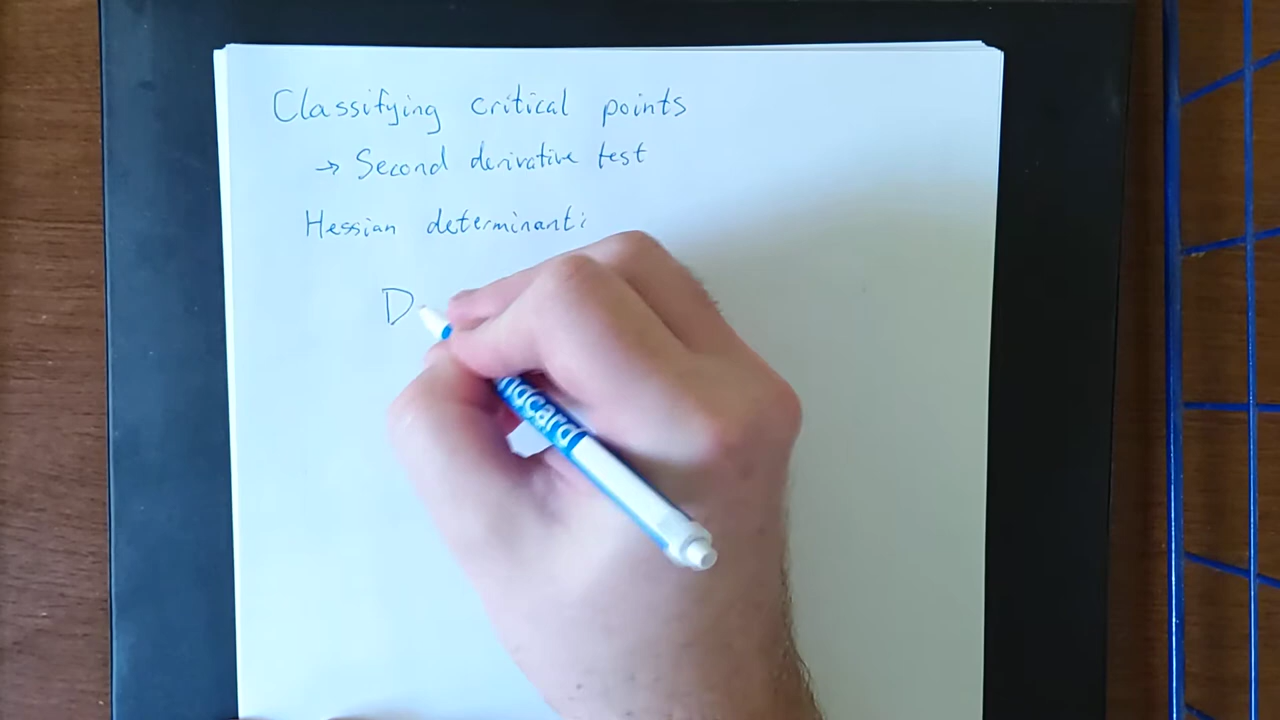 Classifying critical points
→ Second derivative test
Hessian determinant:
D